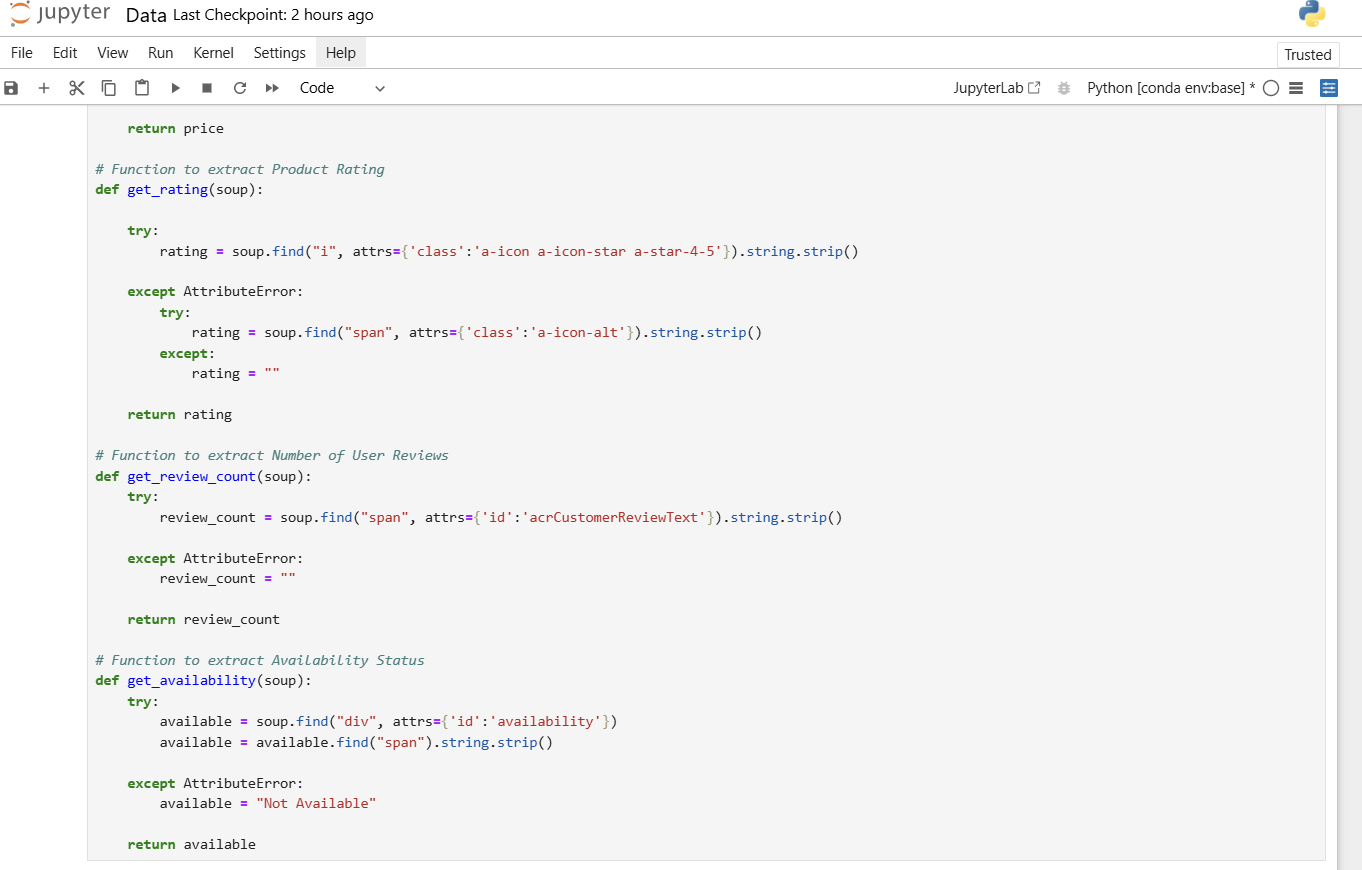 jupyter Data Last Checkpoint: 2 hours ago
File Edit View Run Kernel Settings Help Trusted
Code JupyterLab Python [conda env:base] *
    return price
# Function to extract Product Rating
def get_rating(soup):
    try:
        rating = soup.find("i", attrs={'class':'a-icon a-icon-star a-star-4-5'}).string.strip()
    except AttributeError:
        try:
            rating = soup.find("span", attrs={'class':'a-icon-alt'}).string.strip()
        except:
            rating = ""
    return rating
# Function to extract Number of User Reviews
def get_review_count(soup):
    try:
        review_count = soup.find("span", attrs={'id':'acrCustomerReviewText'}).string.strip()
    except AttributeError:
        review_count = ""
    return review_count
# Function to extract Availability Status
def get_availability(soup):
    try:
        available = soup.find("div", attrs={'id':'availability'})
        available = available.find("span").string.strip()
    except AttributeError:
        available = "Not Available"
    return available